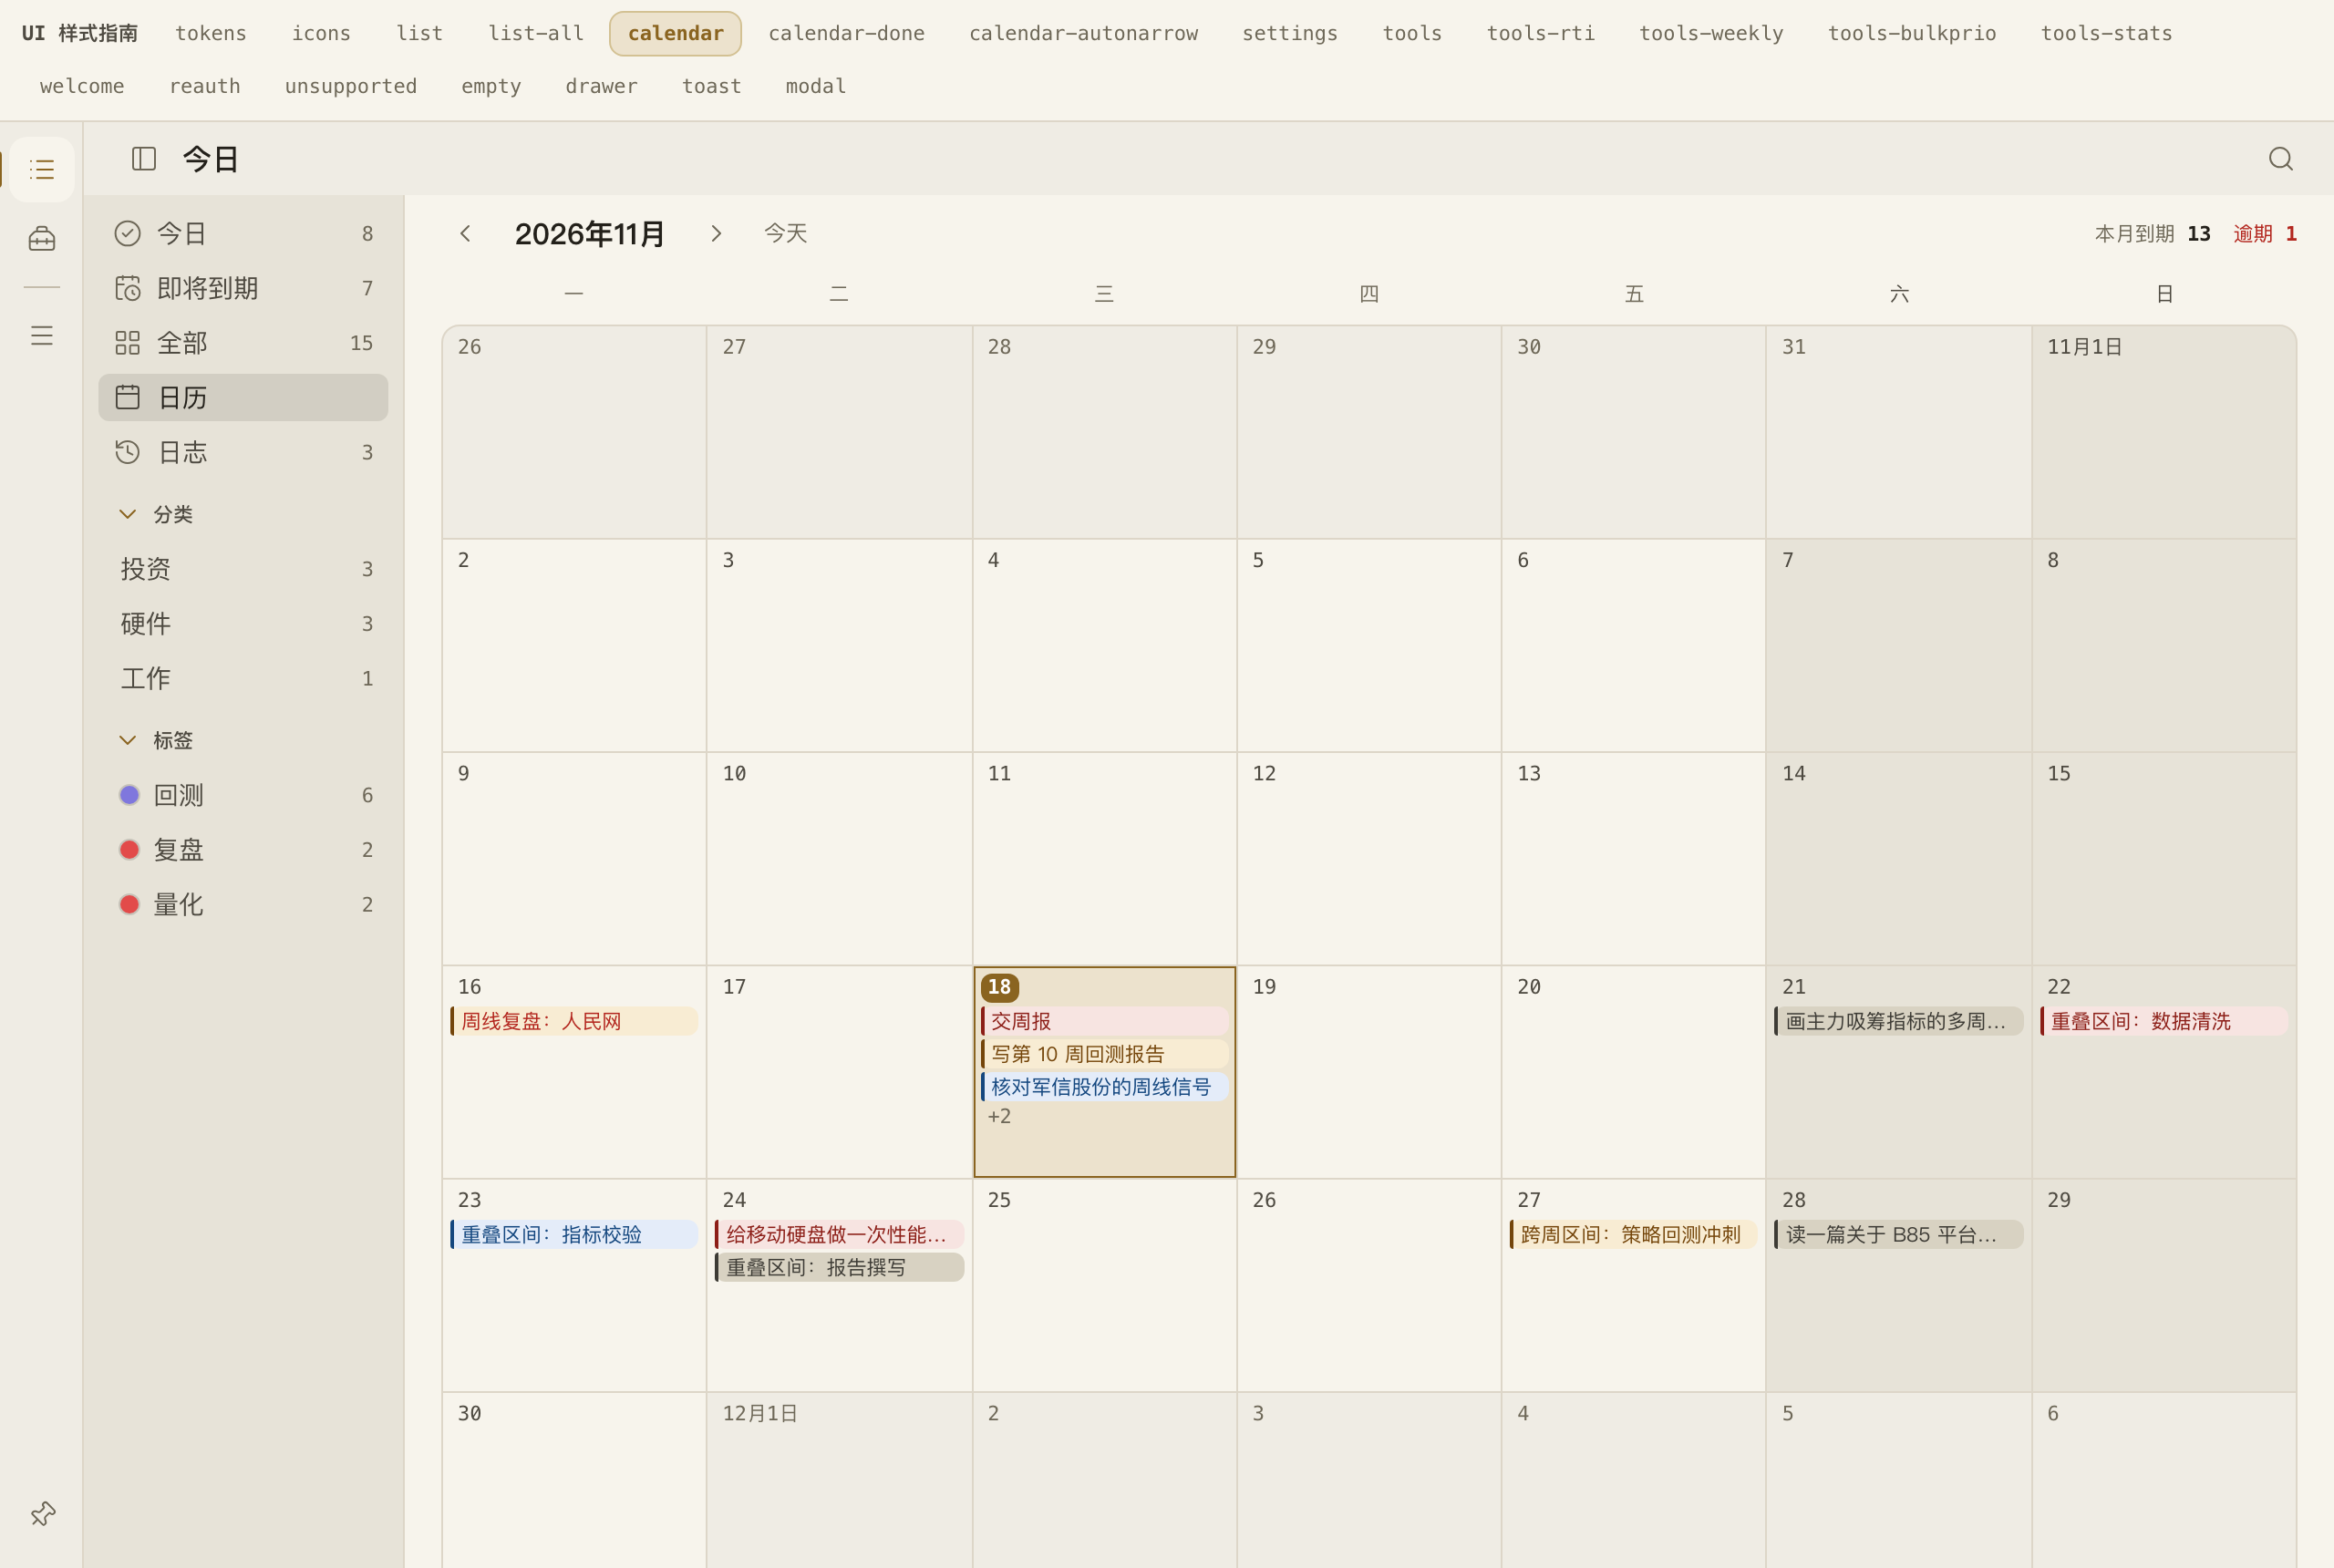 UI 样式指南 tokens icons list list-all calendar calendar-done calendar-autonarrow settings tools tools-rti tools-weekly tools-bulkprio tools-stats
welcome reauth unsupported empty drawer toast modal
今日
今日 8
即将到期 7
全部 15
日历
日志 3
分类
投资 3
硬件 3
工作 1
标签
回测 6
复盘 2
量化 2
2026年11月 今天 本月到期 13 逾期 1
一 二 三 四 五 六 日
26 27 28 29 30 31 11月1日
2 3 4 5 6 7 8
9 10 11 12 13 14 15
16 17 18 19 20 21 22
周线复盘：人民网 交周报 画主力吸筹指标的多周… 重叠区间：数据清洗
写第 10 周回测报告
核对军信股份的周线信号
+2
23 24 25 26 27 28 29
重叠区间：指标校验 给移动硬盘做一次性能… 跨周区间：策略回测冲刺 读一篇关于 B85 平台…
重叠区间：报告撰写
30 12月1日 2 3 4 5 6